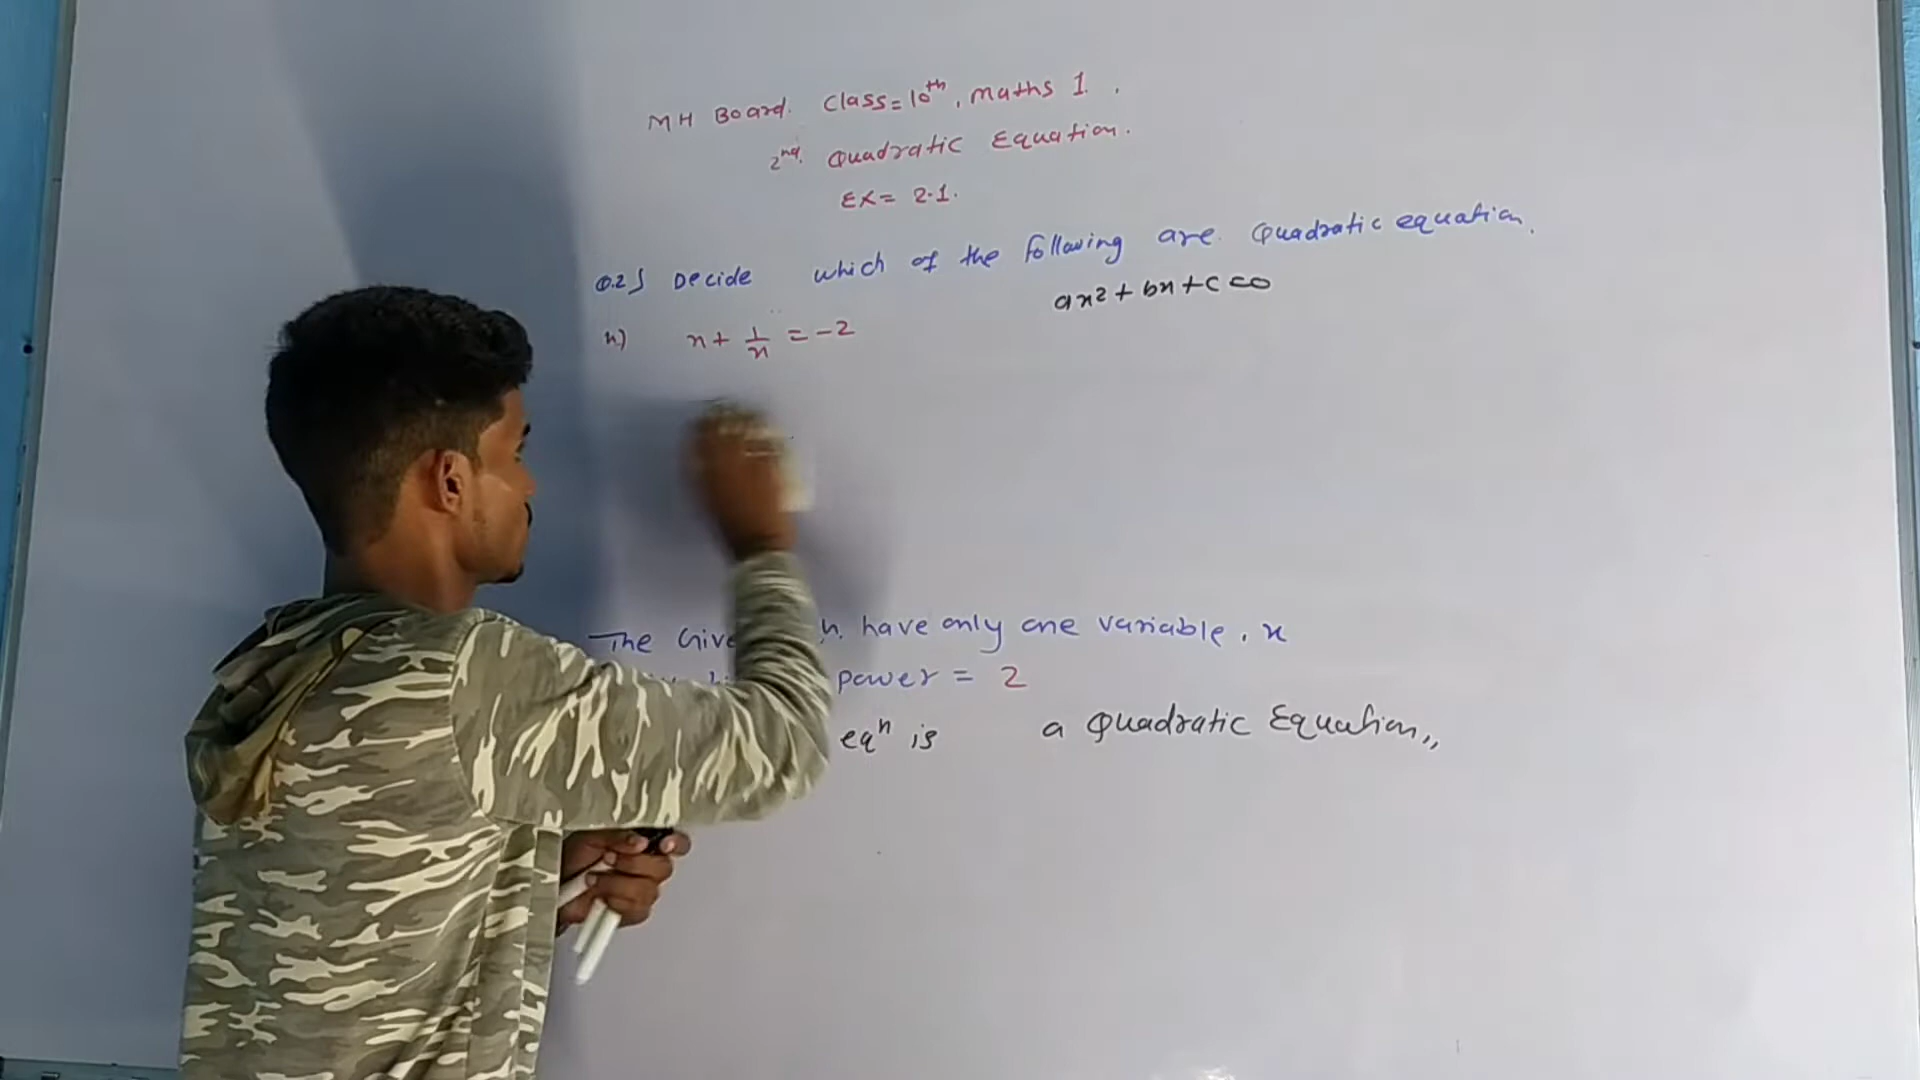 MH Board. Class = 10th, maths 1.
2nd. Quadratic Equation.
EX = 2.1.
Q.2] Decide which of the following are Quadratic equation.
ax² + bx + c = 0
x + 1/x = -2
The have only one variable, x
power = 2
eqⁿ is a Quadratic Equation,,